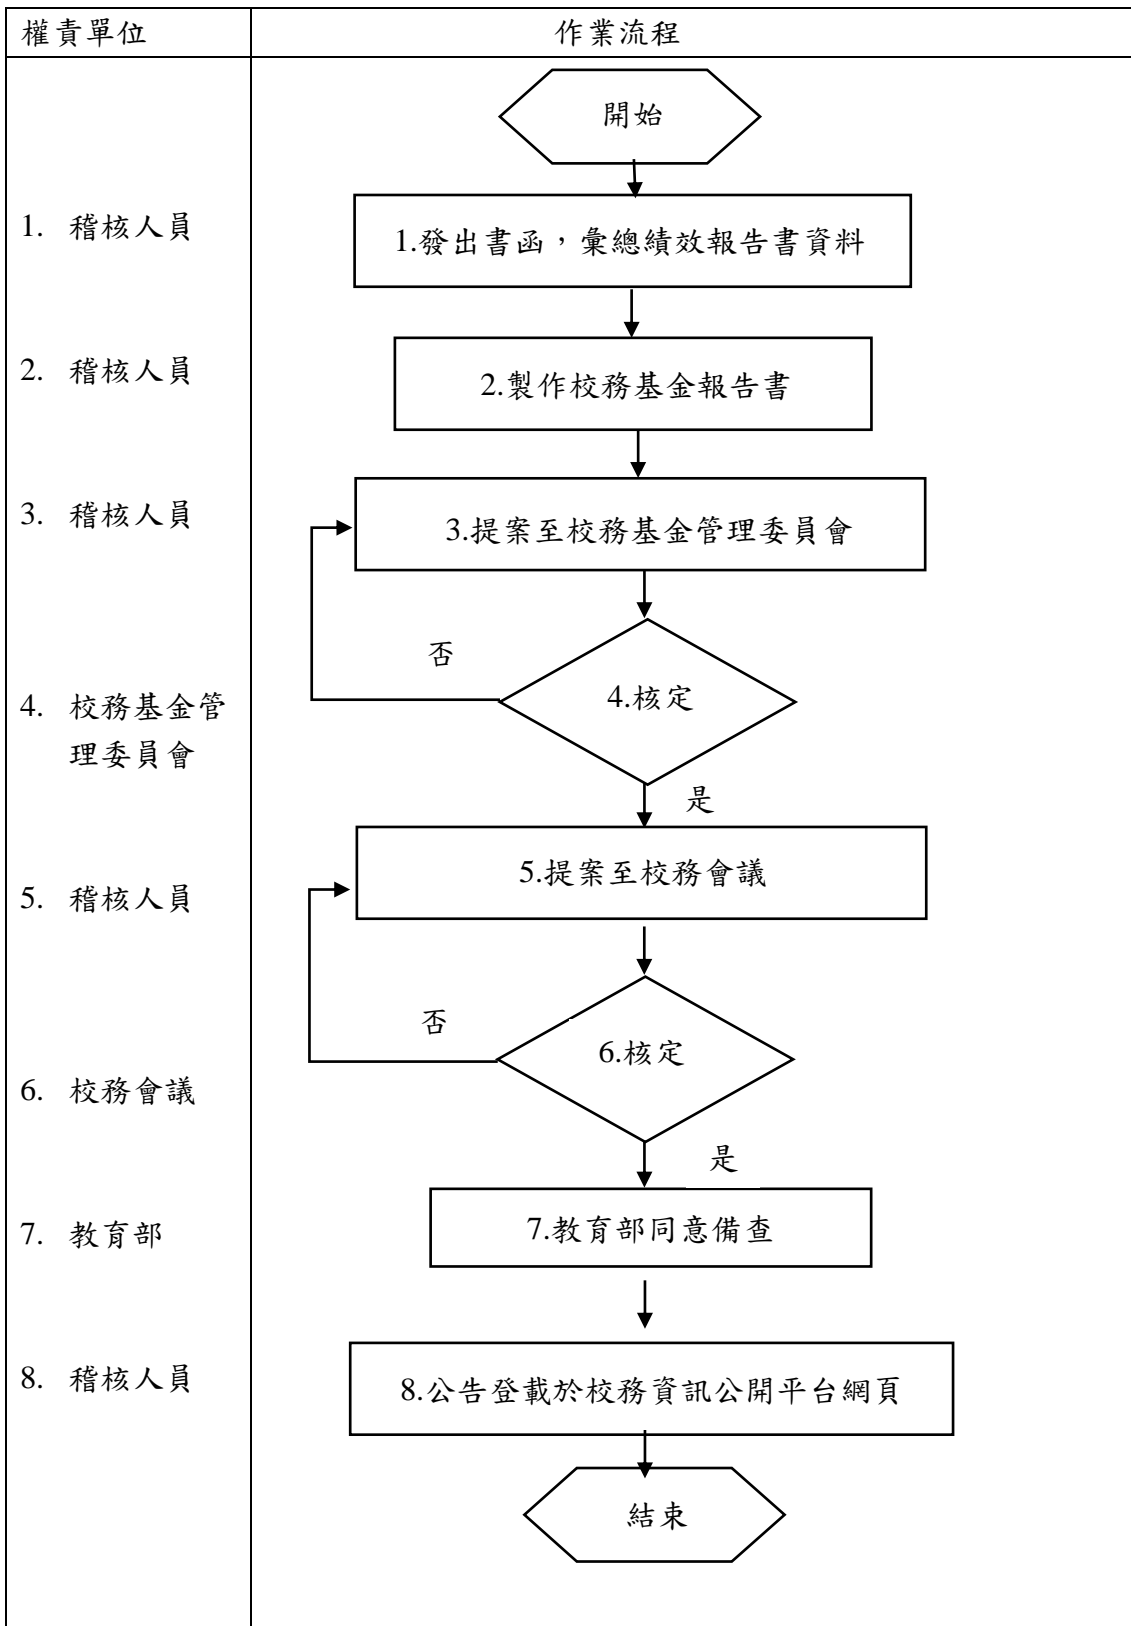 權責單位
作業流程
開始
1. 稽核人員
1.發出書函，彙總績效報告書資料
2. 稽核人員
2.製作校務基金報告書
3. 稽核人員
3.提案至校務基金管理委員會
否
4. 校務基金管
理委員會
4.核定
是
5. 稽核人員
5.提案至校務會議
否
6.核定
6. 校務會議
是
7. 教育部
7.教育部同意備查
8. 稽核人員
8.公告登載於校務資訊公開平台網頁
結束